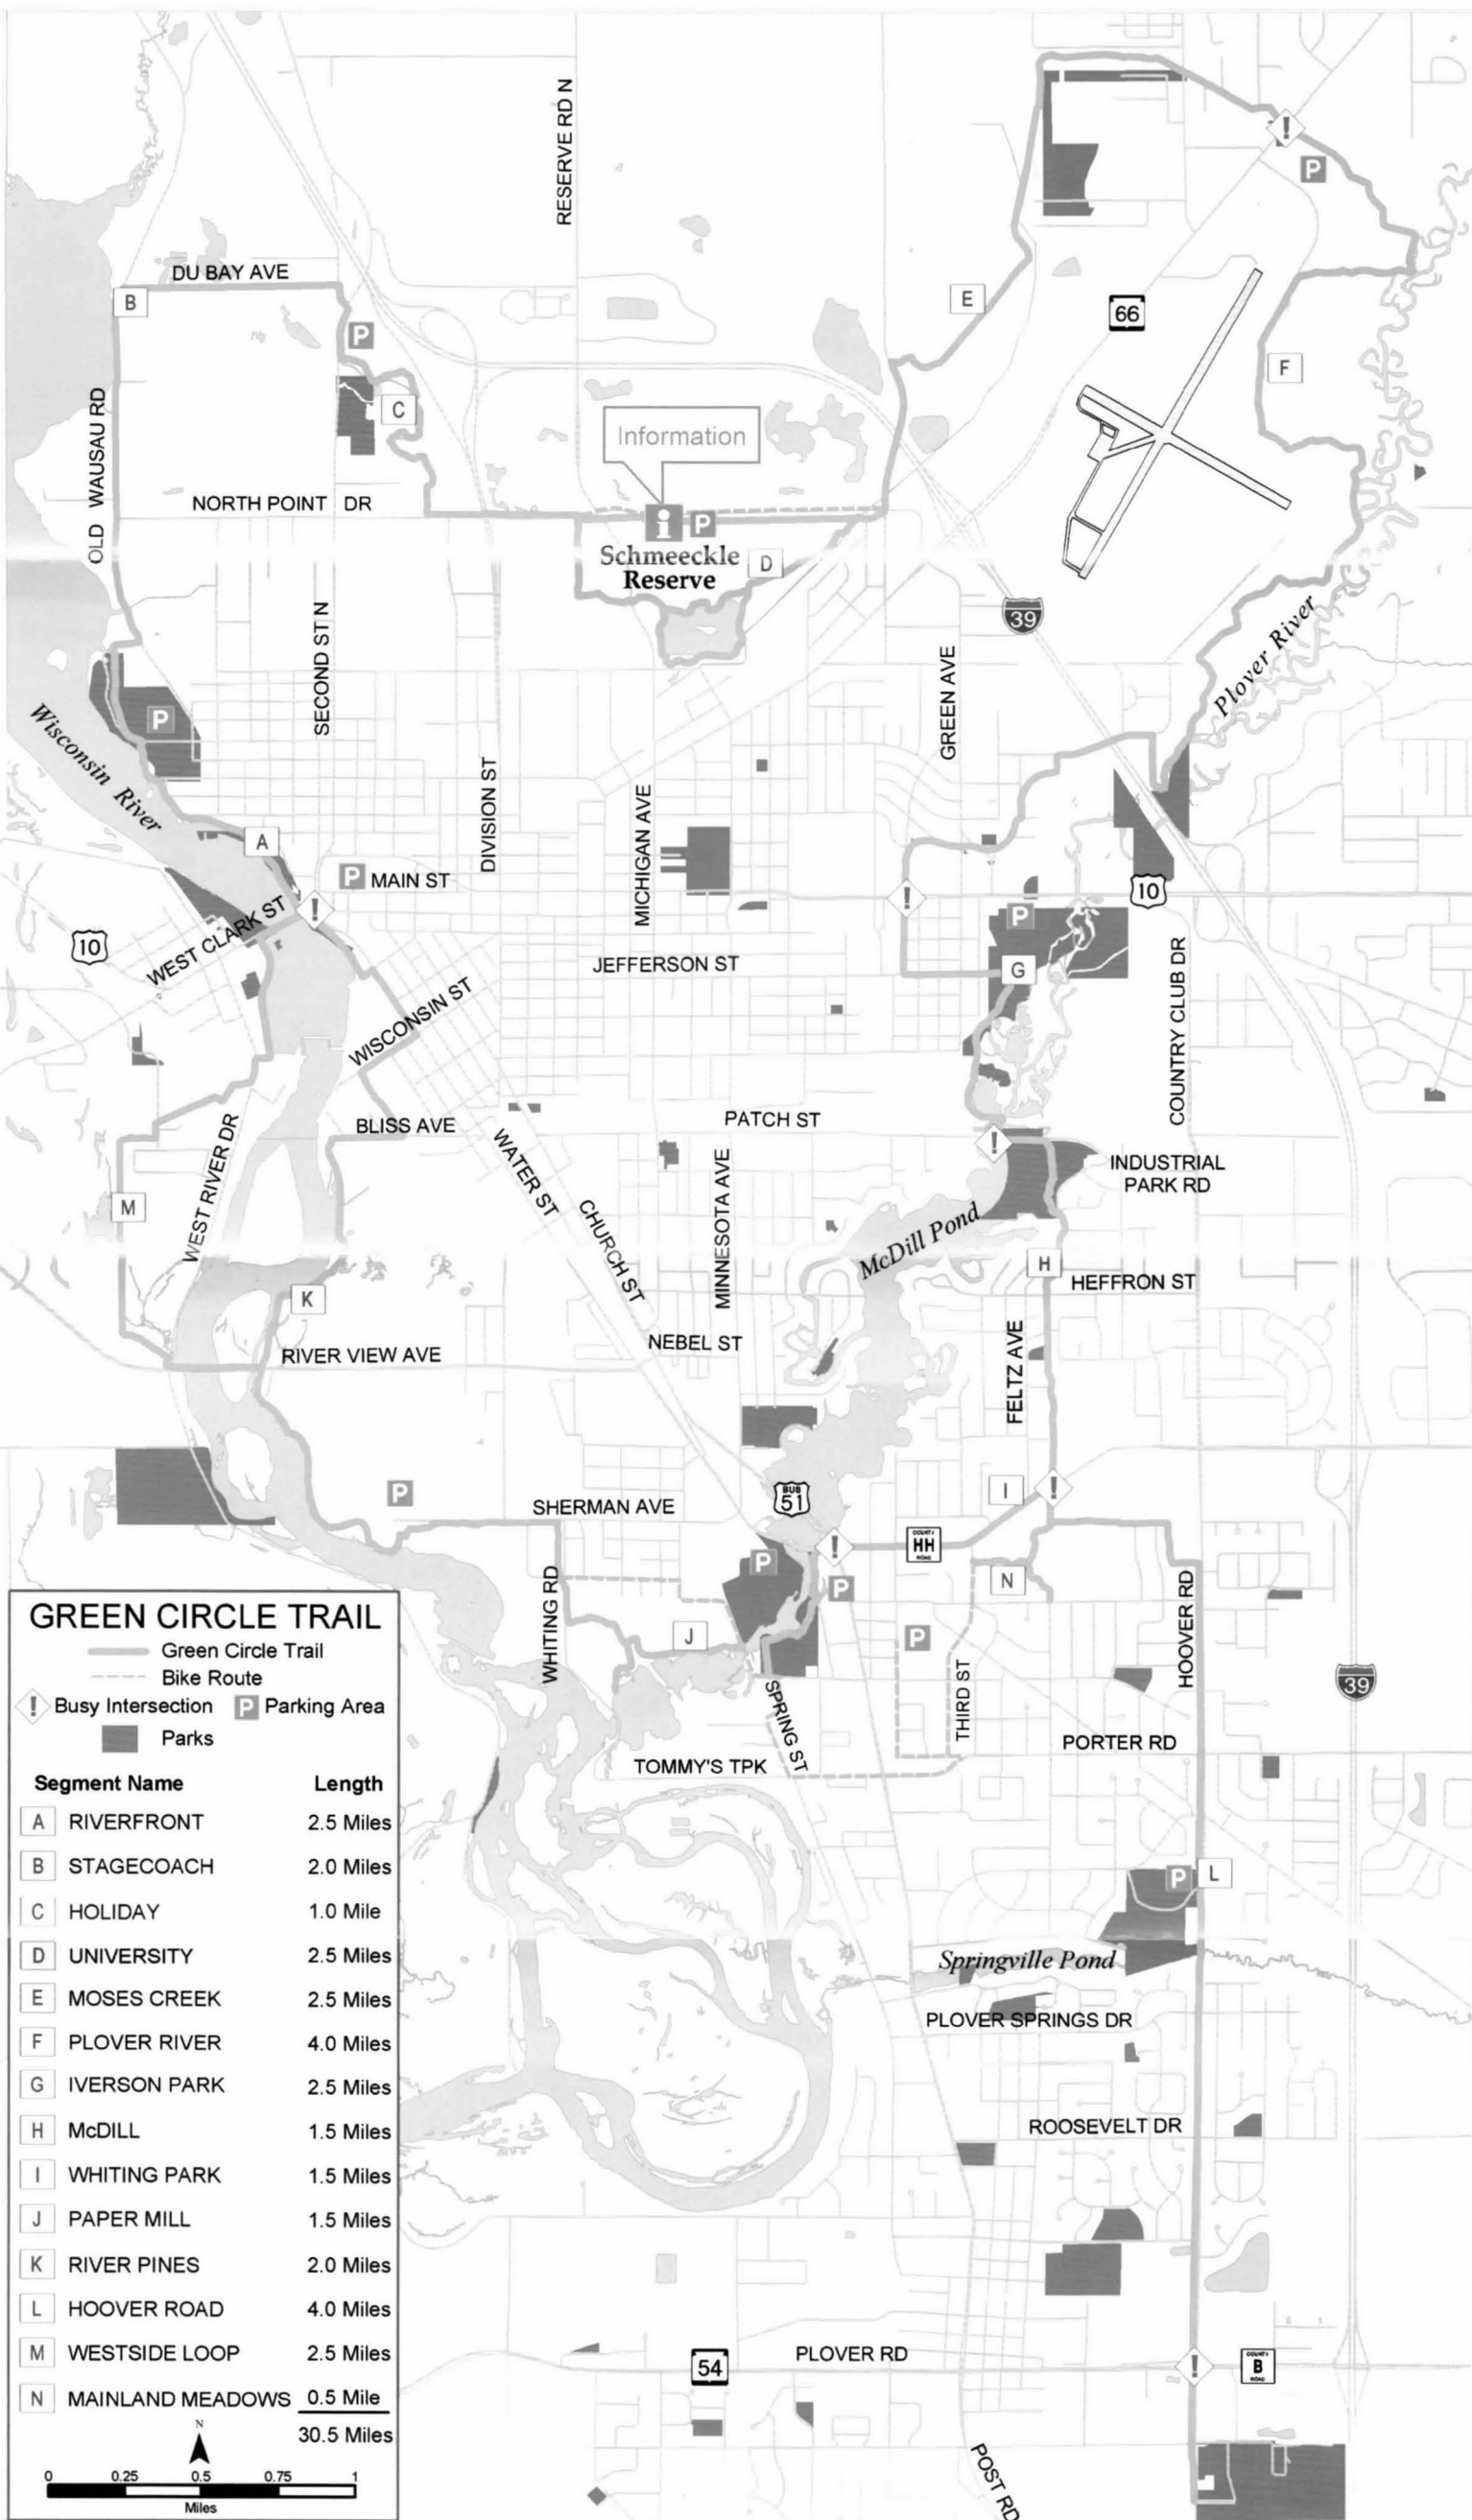 RESERVE RD N
!
P
DU BAY AVE
B
E
66
P
F
OLD WAUSAU RD
C
Information
NORTH POINT DR
i
P
Schmeeckle
Reserve
D
39
SECOND ST N
Plover River
GREEN AVE
P
Wisconsin River
DIVISION ST
MICHIGAN AVE
A
P
MAIN ST
!
!
10
P
WEST CLARK ST
10
JEFFERSON ST
G
COUNTRY CLUB DR
WISCONSIN ST
BLISS AVE
PATCH ST
!
INDUSTRIAL
PARK RD
WEST RIVER DR
WATER ST
MINNESOTA AVE
M
CHURCH ST
McDill Pond
H
HEFFRON ST
K
NEBEL ST
FELTZ AVE
RIVER VIEW AVE
P
SHERMAN AVE
BUS
51
I
!
!
COUNTY
HH
ROAD
P
P
N
WHITING RD
HOOVER RD
J
P
THIRD ST
39
SPRING ST
PORTER RD
TOMMY'S TPK
P
L
Springville Pond
PLOVER SPRINGS DR
ROOSEVELT DR
54
PLOVER RD
!
COUNTY
B
ROAD
POST RD
GREEN CIRCLE TRAIL
Green Circle Trail
Bike Route
! Busy Intersection P Parking Area
Parks
Segment Name Length
A RIVERFRONT 2.5 Miles
B STAGECOACH 2.0 Miles
C HOLIDAY 1.0 Mile
D UNIVERSITY 2.5 Miles
E MOSES CREEK 2.5 Miles
F PLOVER RIVER 4.0 Miles
G IVERSON PARK 2.5 Miles
H McDILL 1.5 Miles
I WHITING PARK 1.5 Miles
J PAPER MILL 1.5 Miles
K RIVER PINES 2.0 Miles
L HOOVER ROAD 4.0 Miles
M WESTSIDE LOOP 2.5 Miles
N MAINLAND MEADOWS 0.5 Mile
30.5 Miles
N
0 0.25 0.5 0.75 1
Miles